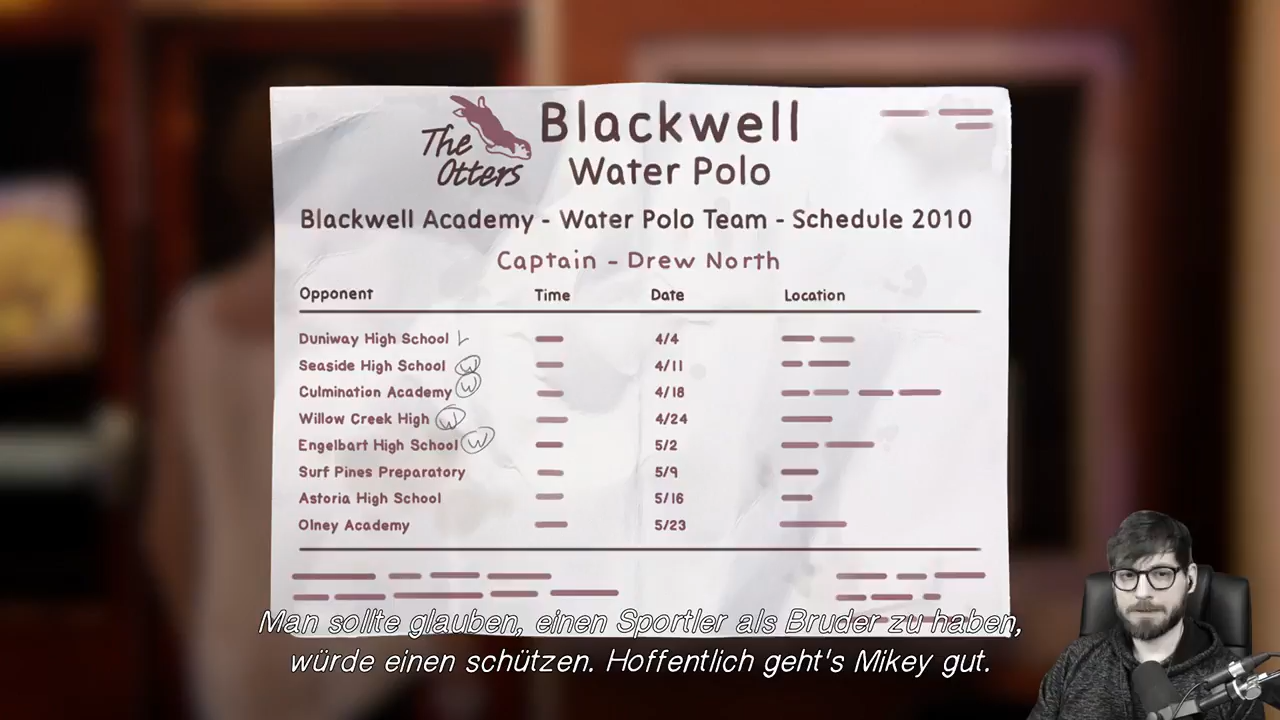 The
Otters
Blackwell
Water Polo
Blackwell Academy - Water Polo Team - Schedule 2010
Captain - Drew North
Opponent Time Date Location
Duniway High School L 4/4
Seaside High School W 4/11
Culmination Academy W 4/18
Willow Creek High W 4/24
Engelbart High School W 5/2
Surf Pines Preparatory 5/9
Astoria High School 5/16
Olney Academy 5/23
Man sollte glauben, einen Sportler als Bruder zu haben,
würde einen schützen. Hoffentlich geht's Mikey gut.